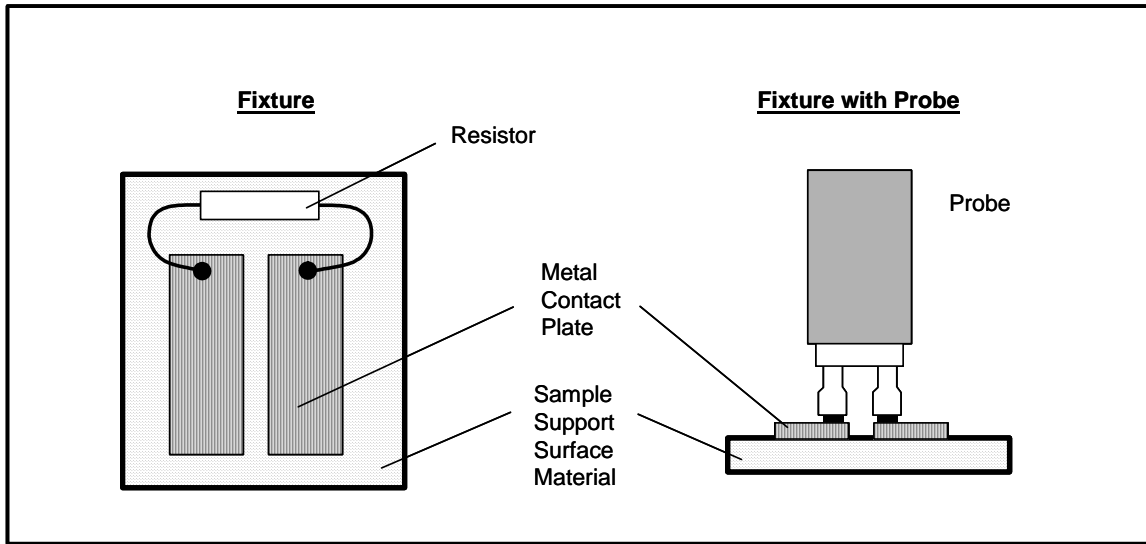 Fixture
Resistor
Fixture with Probe
Probe
Metal
Contact
Plate
Sample
Support
Surface
Material